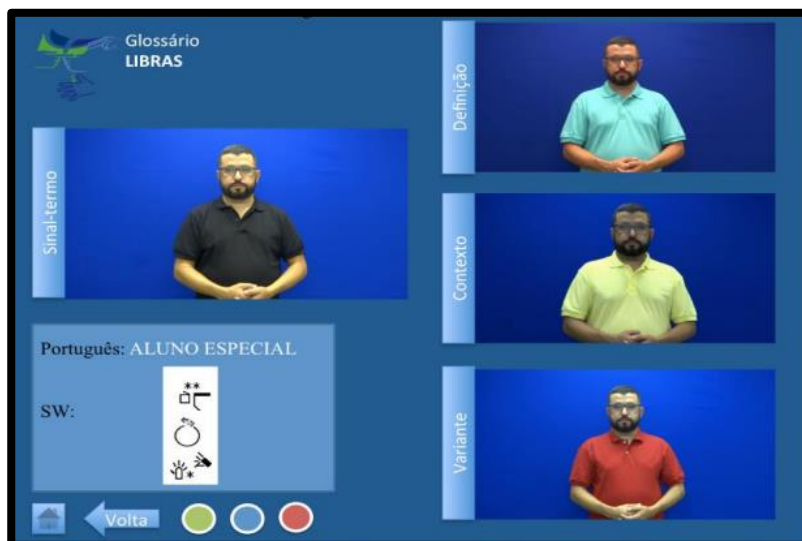 Glossário
LIBRAS
Sinal-termo
Português: ALUNO ESPECIAL
SW:
Volta
Definição
Contexto
Variante